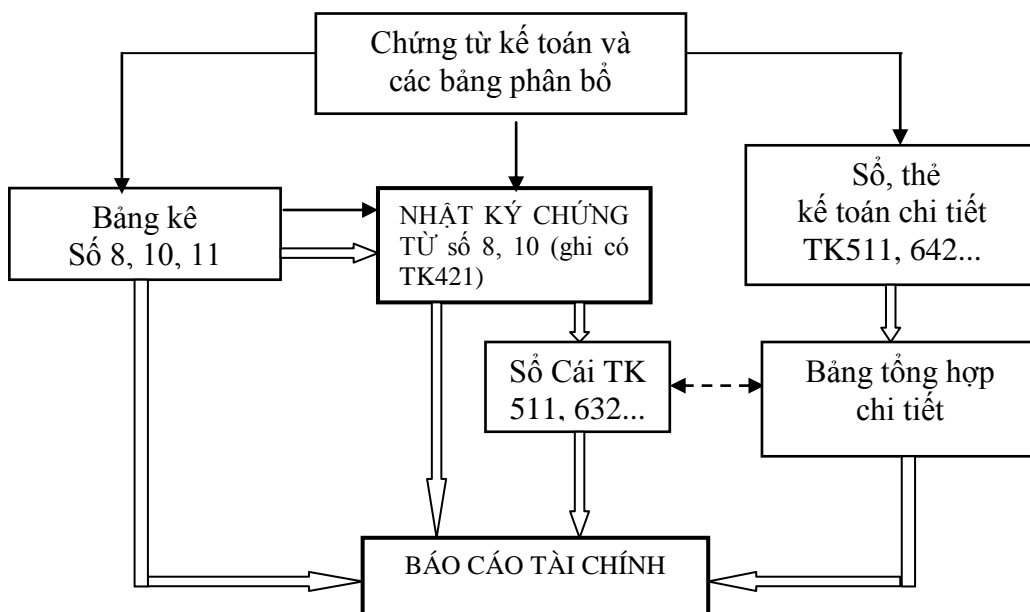 Chứng từ kế toán và
các bảng phân bổ
Bảng kê
Số 8, 10, 11
NHẬT KÝ CHỨNG
TỪ số 8, 10 (ghi có
TK421)
Sổ, thẻ
kế toán chi tiết
TK511, 642...
Sổ Cái TK
511, 632...
Bảng tổng hợp
chi tiết
BÁO CÁO TÀI CHÍNH